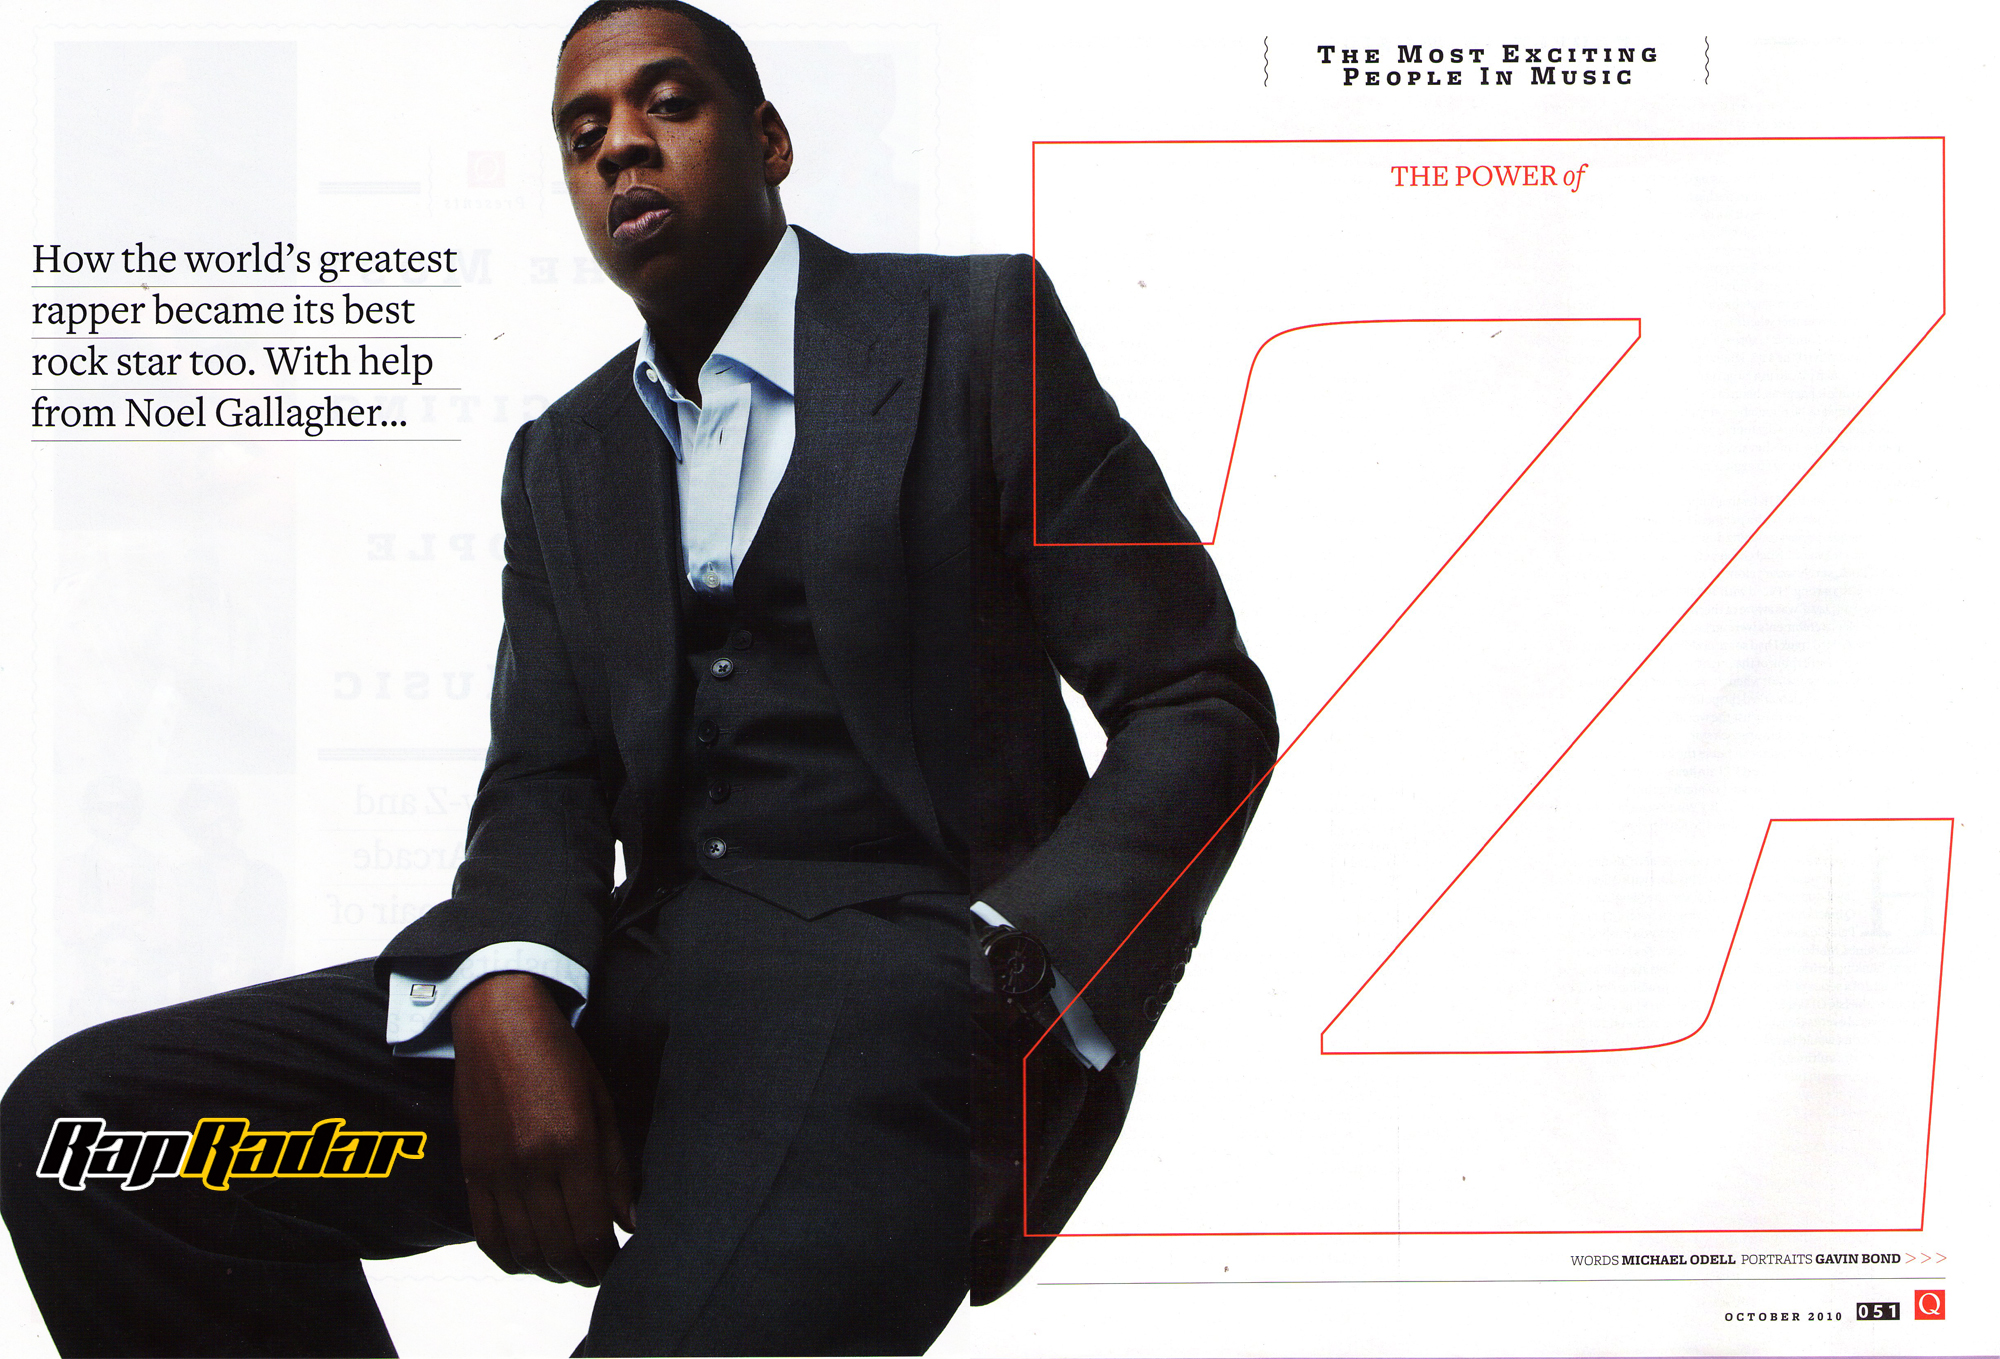 THE MOST EXCITING
PEOPLE IN MUSIC
THE POWER of
Z
How the world's greatest
rapper became its best
rock star too. With help
from Noel Gallagher...
RapRadar
WORDS MICHAEL ODELL PORTRAITS GAVIN BOND >>>
OCTOBER 2010 051 Q